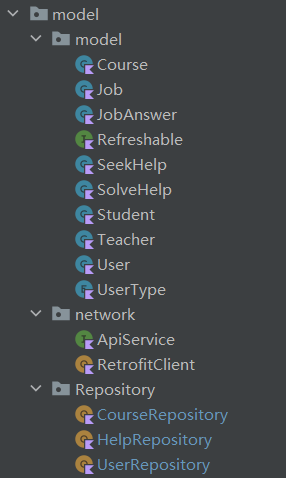 model
model
Course
Job
JobAnswer
Refreshable
SeekHelp
SolveHelp
Student
Teacher
User
UserType
network
ApiService
RetrofitClient
Repository
CourseRepository
HelpRepository
UserRepository